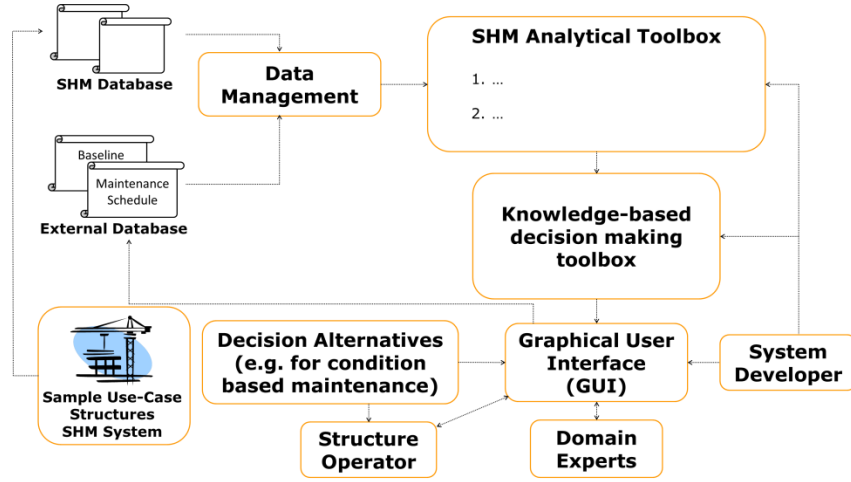 SHM Database
Data
Management
SHM Analytical Toolbox
1. ...
2. ...
Baseline
Maintenance
Schedule
External Database
Knowledge-based
decision making
toolbox
Sample Use-Case
Structures
SHM System
Decision Alternatives
(e.g. for condition
based maintenance)
Graphical User
Interface
(GUI)
System
Developer
Structure
Operator
Domain
Experts